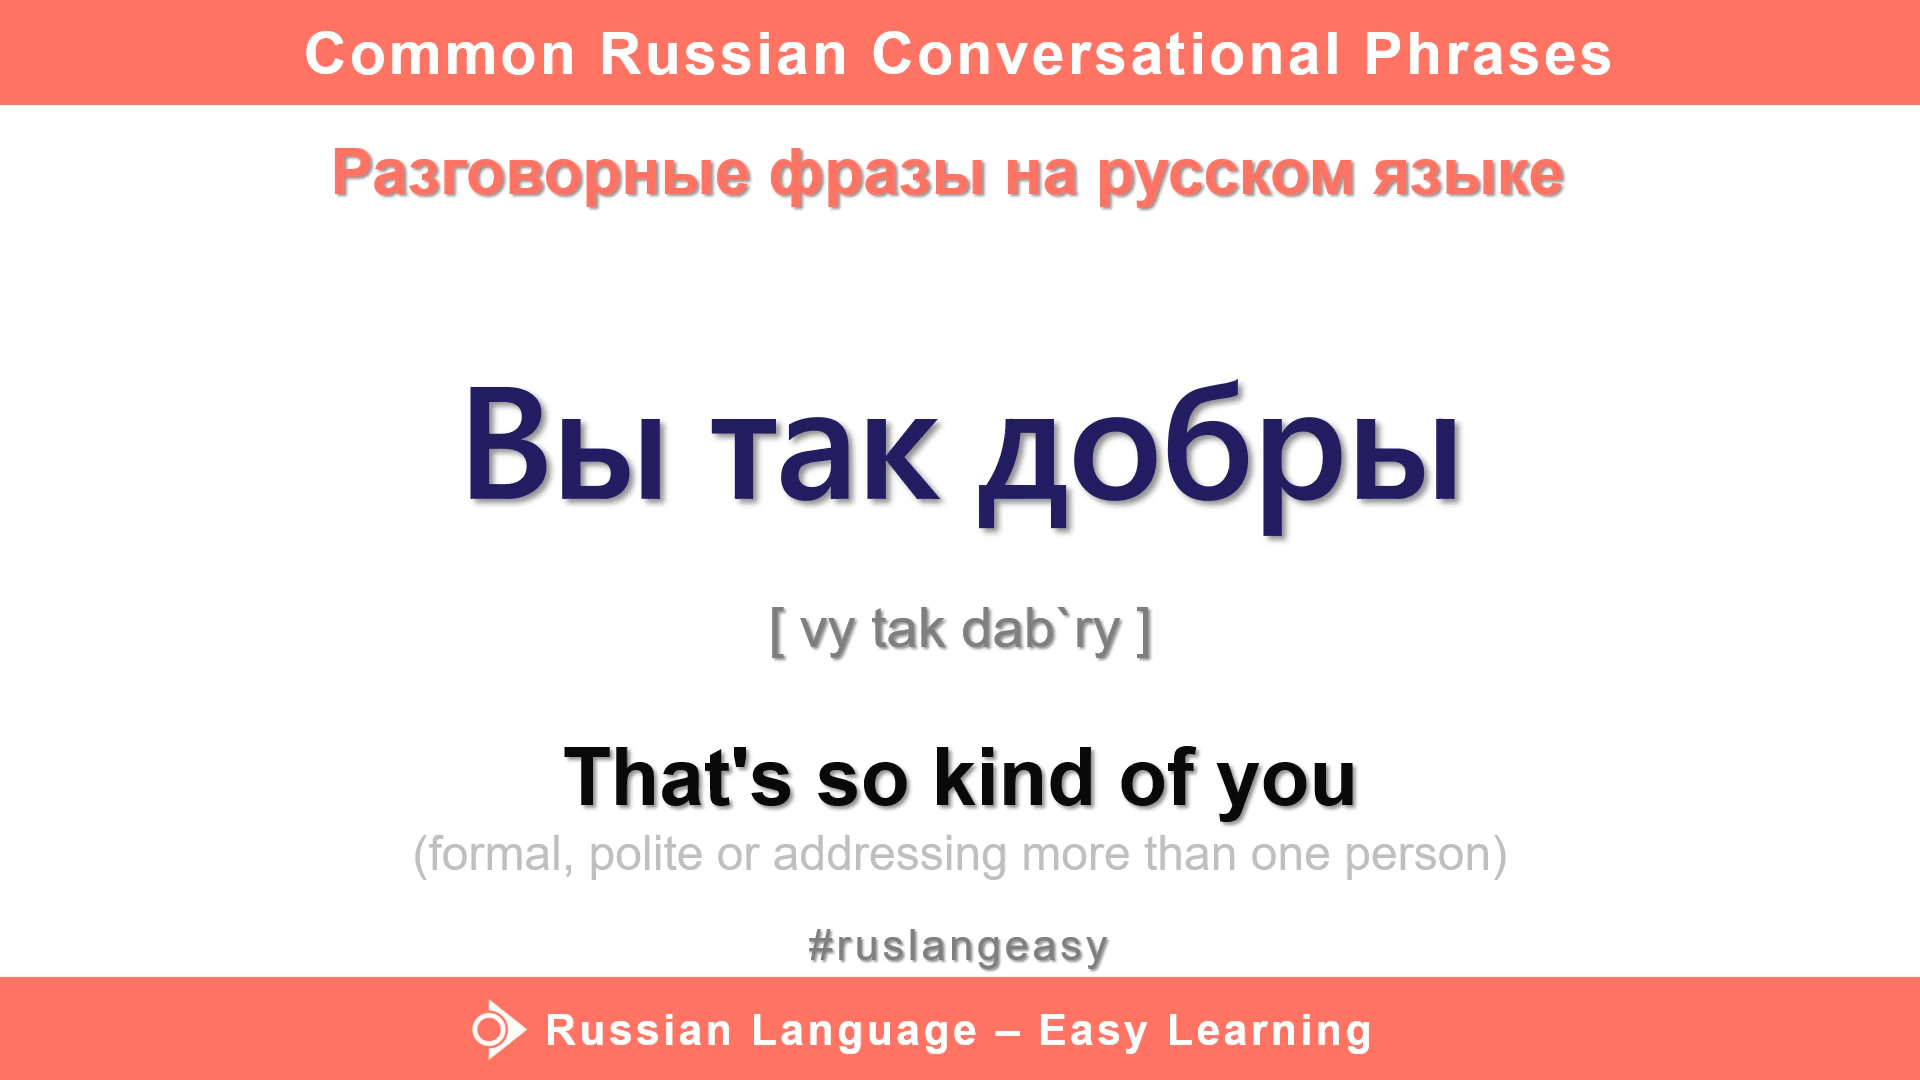 Common Russian Conversational Phrases
Разговорные фразы на русском языке
Вы так добры
[ vy tak dab`ry ]
That's so kind of you
(formal, polite or addressing more than one person)
#ruslangeasy
Russian Language – Easy Learning